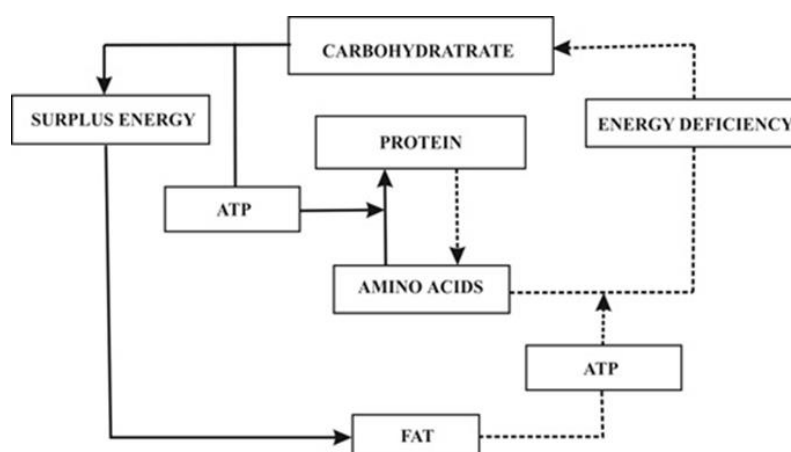 CARBOHYDRATRATE
SURPLUS ENERGY
ENERGY DEFICIENCY
PROTEIN
ATP
AMINO ACIDS
ATP
FAT